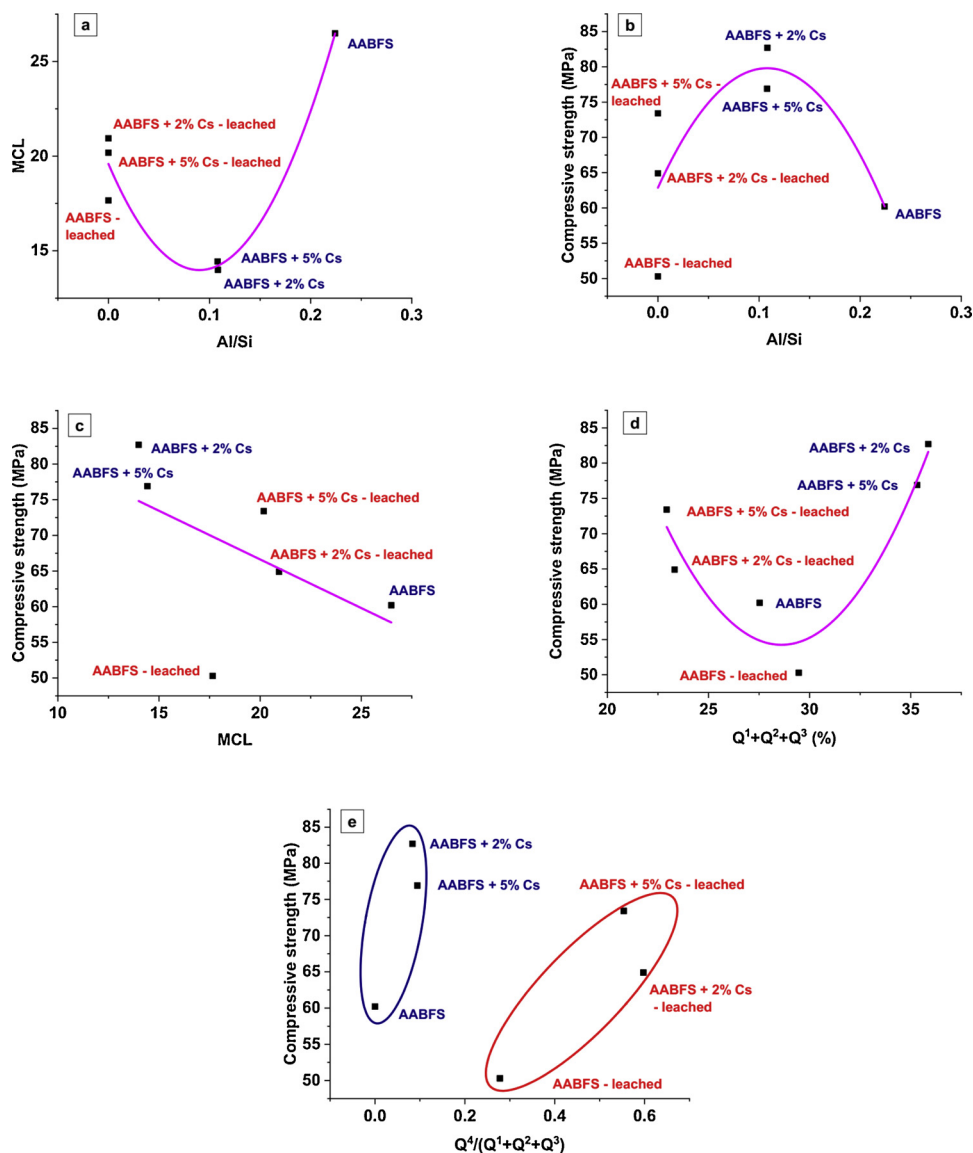 a
MCL
25
20
15
AABFS
AABFS + 2% Cs - leached
AABFS + 5% Cs - leached
AABFS -
leached
AABFS + 5% Cs
AABFS + 2% Cs
0.0 0.1 0.2 0.3
Al/Si
b
Compressive strength (MPa)
85
80
75
70
65
60
55
50
AABFS + 2% Cs
AABFS + 5% Cs -
leached
AABFS + 5% Cs
AABFS + 2% Cs - leached
AABFS
AABFS - leached
0.0 0.1 0.2 0.3
Al/Si
c
Compressive strength (MPa)
85
80
75
70
65
60
55
50
AABFS + 2% Cs
AABFS + 5% Cs
AABFS + 5% Cs - leached
AABFS + 2% Cs - leached
AABFS
AABFS - leached
10 15 20 25
MCL
d
Compressive strength (MPa)
85
80
75
70
65
60
55
50
AABFS + 2% Cs
AABFS + 5% Cs
AABFS + 5% Cs - leached
AABFS + 2% Cs - leached
AABFS
AABFS - leached
20 25 30 35
Q¹+Q²+Q³ (%)
e
Compressive strength (MPa)
85
80
75
70
65
60
55
50
AABFS + 2% Cs
AABFS + 5% Cs
AABFS + 5% Cs - leached
AABFS + 2% Cs
- leached
AABFS
AABFS - leached
0.0 0.2 0.4 0.6
Q⁴/(Q¹+Q²+Q³)